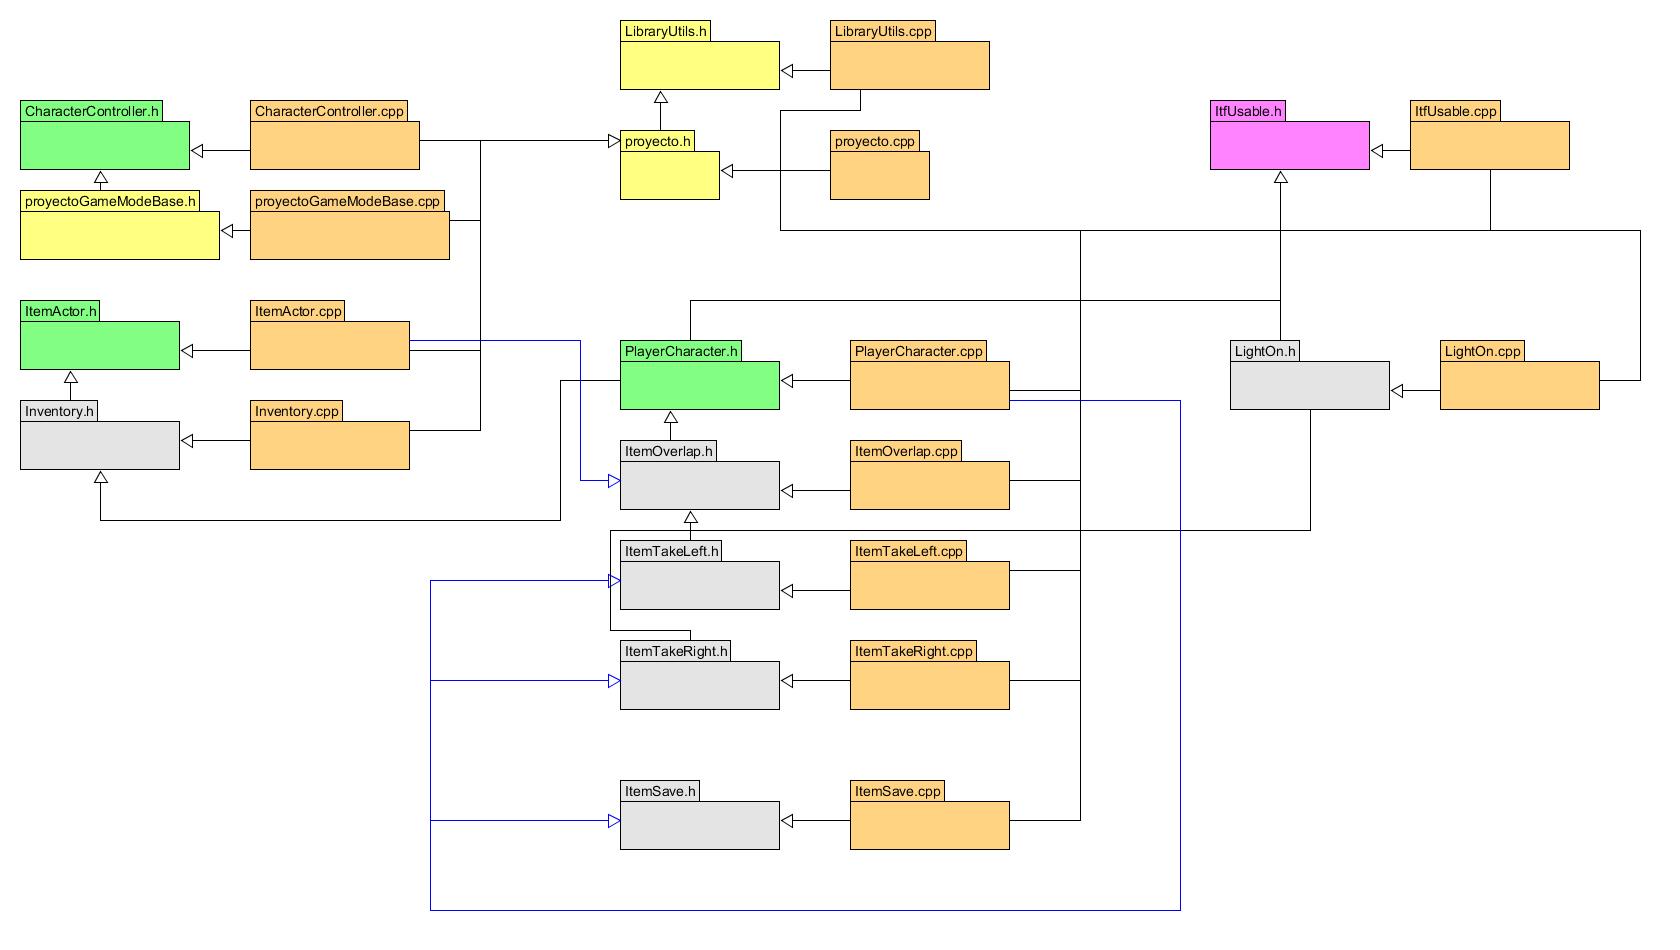 LibraryUtils.h
LibraryUtils.cpp
CharacterController.h
CharacterController.cpp
ItfUsable.h
ItfUsable.cpp
proyecto.h
proyecto.cpp
proyectoGameModeBase.h
proyectoGameModeBase.cpp
ItemActor.h
ItemActor.cpp
PlayerCharacter.h
PlayerCharacter.cpp
LightOn.h
LightOn.cpp
Inventory.h
Inventory.cpp
ItemOverlap.h
ItemOverlap.cpp
ItemTakeLeft.h
ItemTakeLeft.cpp
ItemTakeRight.h
ItemTakeRight.cpp
ItemSave.h
ItemSave.cpp